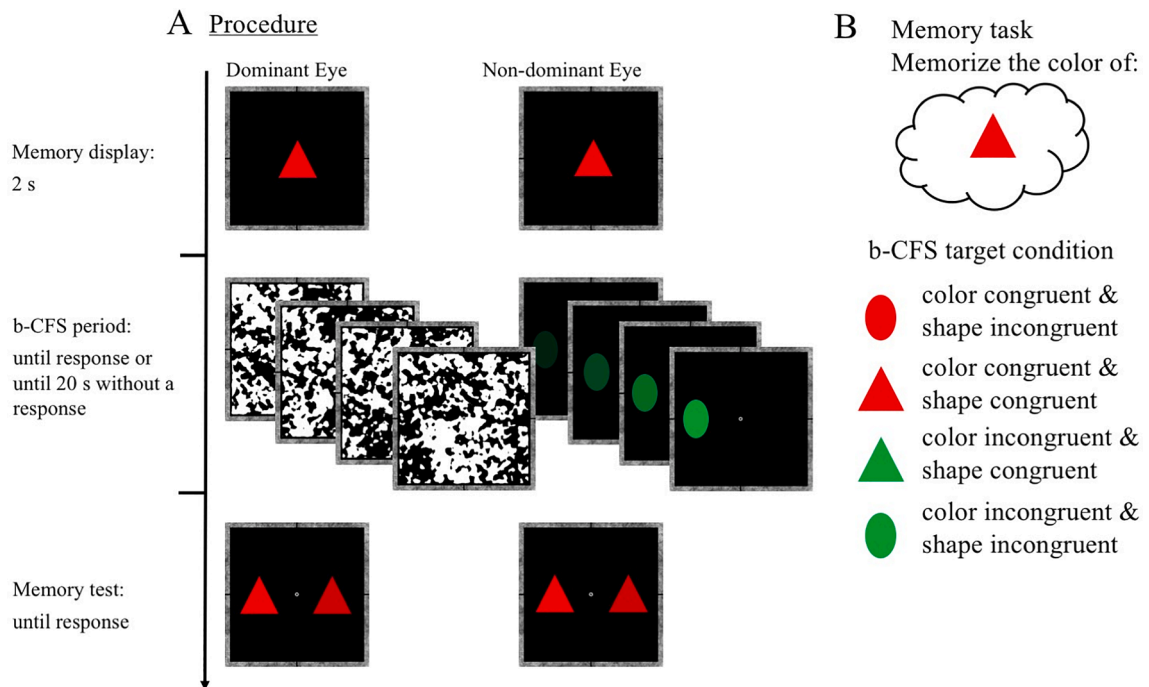 A Procedure
Dominant Eye
Non-dominant Eye
Memory display:
2 s
b-CFS period:
until response or
until 20 s without a
response
Memory test:
until response
B
Memory task
Memorize the color of:
b-CFS target condition
color congruent &
shape incongruent
color congruent &
shape congruent
color incongruent &
shape congruent
color incongruent &
shape incongruent